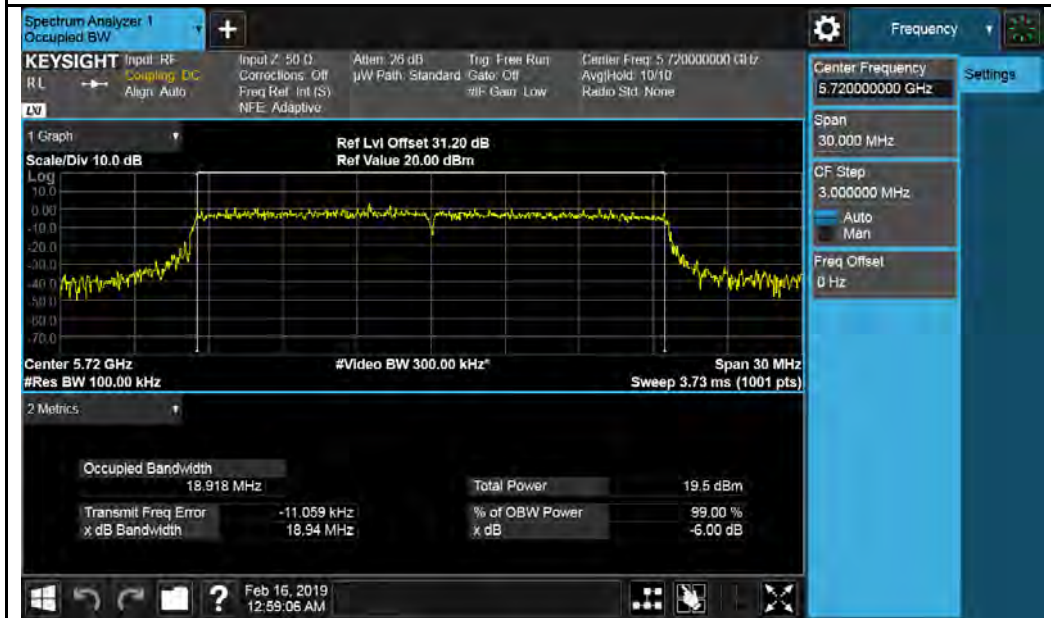 Spectrum Analyzer 1
Occupied BW
+
Frequency
KEYSIGHT Input: RF
R L
Coupling: DC
Align: Auto
LXI
Input Z: 50 Ω
Corrections: Off
Freq Ref: Int (S)
NFE: Adaptive
Atten: 26 dB
µW Path: Standard
Trig: Free Run
Gate: Off
#IF Gain: Low
Center Freq: 5.720000000 GHz
Avg|Hold: 10/10
Radio Std: None
Center Frequency
5.720000000 GHz
Settings
Span
30.000 MHz
CF Step
3.000000 MHz
Auto
Man
Freq Offset
0 Hz
1 Graph
Scale/Div 10.0 dB
Ref Lvl Offset 31.20 dB
Ref Value 20.00 dBm
Log
10.0
0.00
-10.0
-20.0
-30.0
-40.0
-50.0
-60.0
-70.0
Center 5.72 GHz
#Video BW 300.00 kHz*
Span 30 MHz
#Res BW 100.00 kHz
Sweep 3.73 ms (1001 pts)
2 Metrics
Occupied Bandwidth
18.918 MHz
Total Power 19.5 dBm
Transmit Freq Error -11.059 kHz
% of OBW Power 99.00 %
x dB Bandwidth 18.94 MHz
x dB -6.00 dB
?
Feb 16, 2019
12:59:06 AM